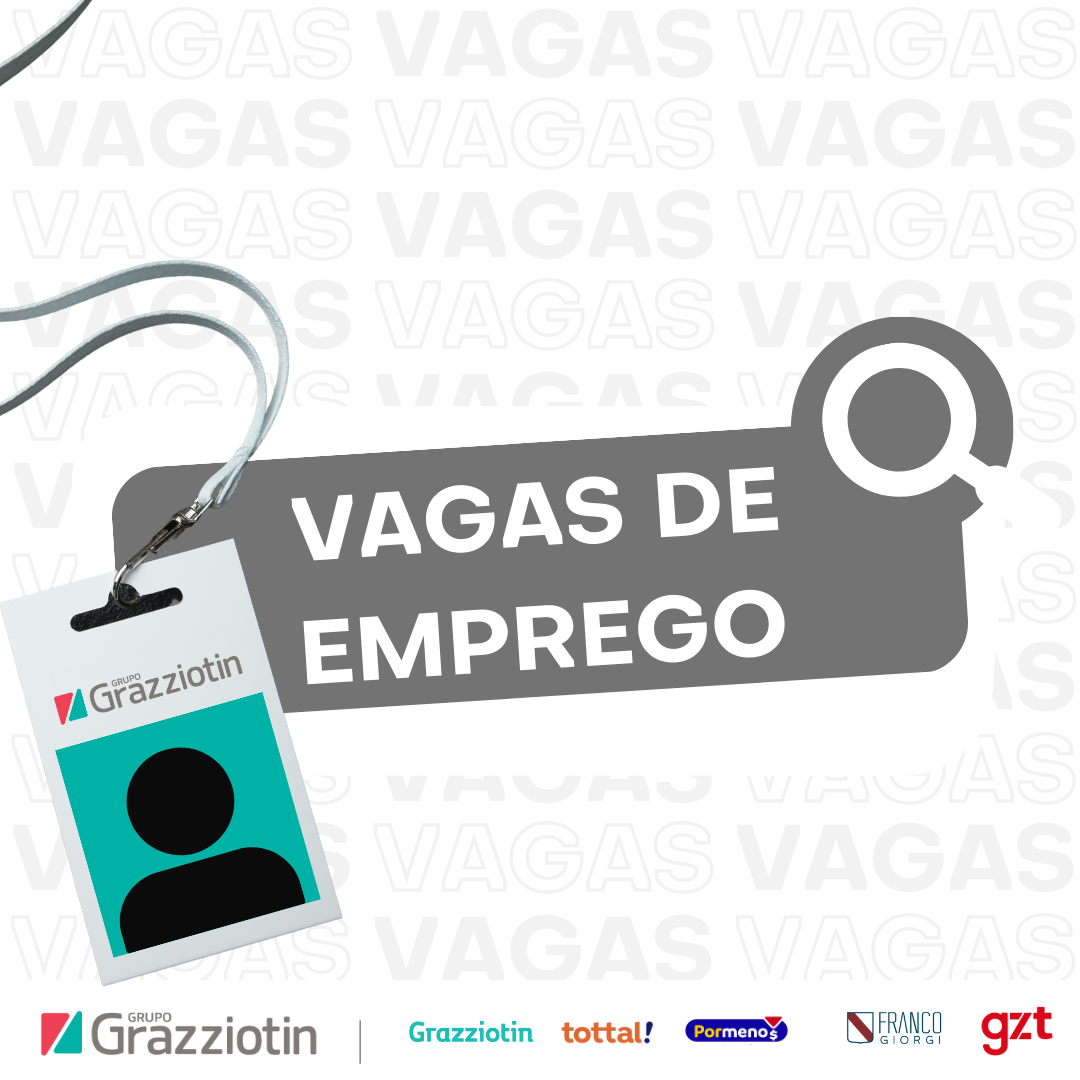 VAGAS VAGAS VAGAS
VAGAS VAGAS VAGAS
VAGAS VAGAS VAGAS
VAGAS VAGAS VAGAS
VAGAS DE
EMPREGO
GRUPO
Grazziotin
VAGAS VAGAS VAGAS
VAGAS VAGAS VAGAS
GRUPO
Grazziotin
Grazziotin
tottal!
Pormeno$
FRANCO
GIORGI
gzt